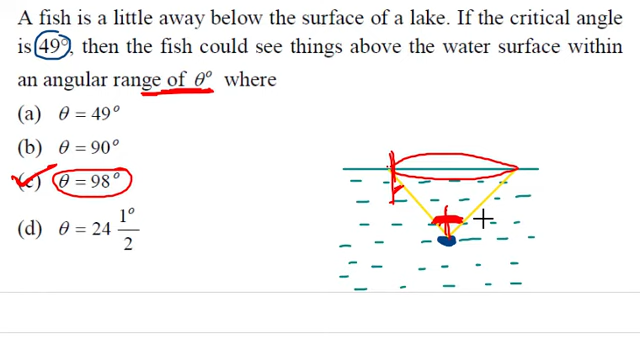 A fish is a little away below the surface of a lake. If the critical angle
is 49°, then the fish could see things above the water surface within
an angular range of θ° where
(a) θ = 49°
(b) θ = 90°
(c) θ = 98°
(d) θ = 24 1°/2